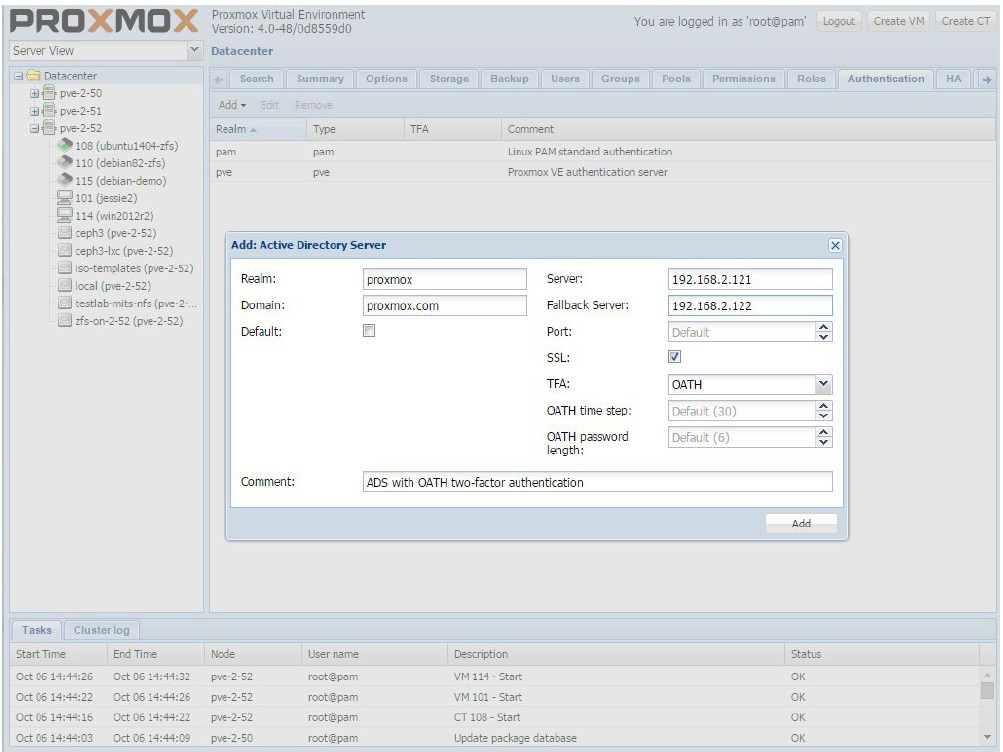 PROXMOX
Proxmox Virtual Environment
Version: 4.0-48/0d8559d0
You are logged in as 'root@pam' Logout Create VM Create CT
Server View
Datacenter
Datacenter
pve-2-50
pve-2-51
pve-2-52
108 (ubuntu1404-zfs)
110 (debian82-zfs)
115 (debian-demo)
101 (jessie2)
114 (win2012r2)
ceph3 (pve-2-52)
ceph3-lxc (pve-2-52)
iso-templates (pve-2-52)
local (pve-2-52)
testlab-mits-nfs (pve-2-...
zfs-on-2-52 (pve-2-52)
Search Summary Options Storage Backup Users Groups Pools Permissions Roles Authentication HA
Add Edit Remove
Realm Type TFA Comment
pam pam Linux PAM standard authentication
pve pve Proxmox VE authentication server
Add: Active Directory Server
Realm: proxmox
Domain: proxmox.com
Default:
Server: 192.168.2.121
Fallback Server: 192.168.2.122
Port: Default
SSL:
TFA: OATH
OATH time step: Default (30)
OATH password
length: Default (6)
Comment: ADS with OATH two-factor authentication
Add
Tasks Cluster log
Start Time End Time Node User name Description Status
Oct 06 14:44:26 Oct 06 14:44:32 pve-2-52 root@pam VM 114 - Start OK
Oct 06 14:44:22 Oct 06 14:44:26 pve-2-52 root@pam VM 101 - Start OK
Oct 06 14:44:16 Oct 06 14:44:22 pve-2-52 root@pam CT 108 - Start OK
Oct 06 14:44:03 Oct 06 14:44:09 pve-2-50 root@pam Update package database OK